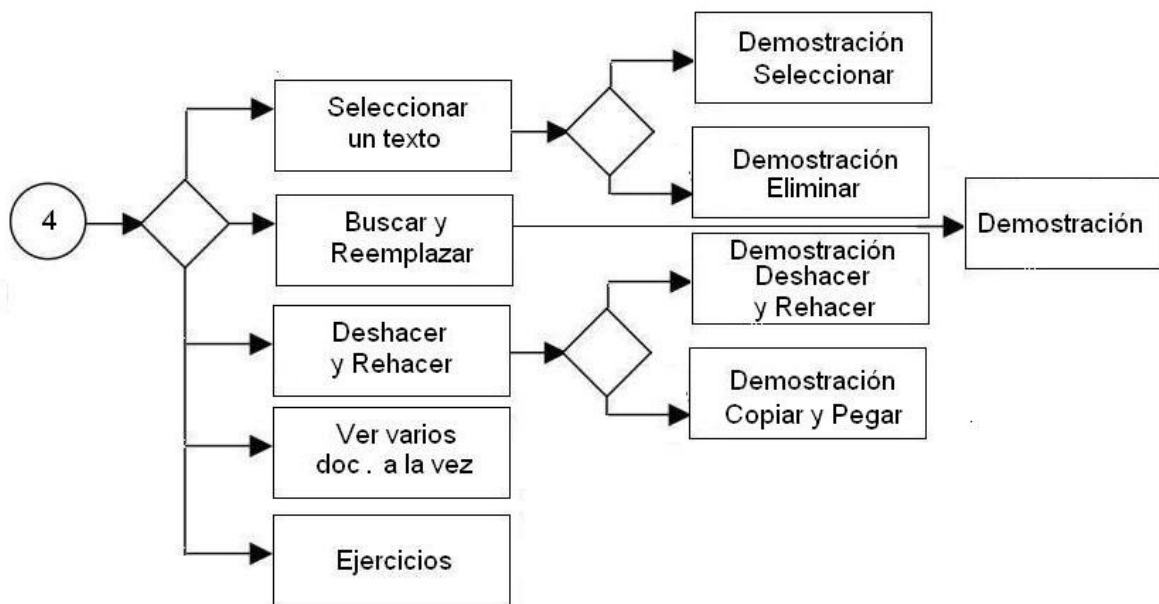 4
Seleccionar
un texto
Demostración
Seleccionar
Demostración
Eliminar
Buscar y
Reemplazar
Demostración
Deshacer
y Rehacer
Demostración
Deshacer
y Rehacer
Demostración
Copiar y Pegar
Ver varios
doc . a la vez
Ejercicios